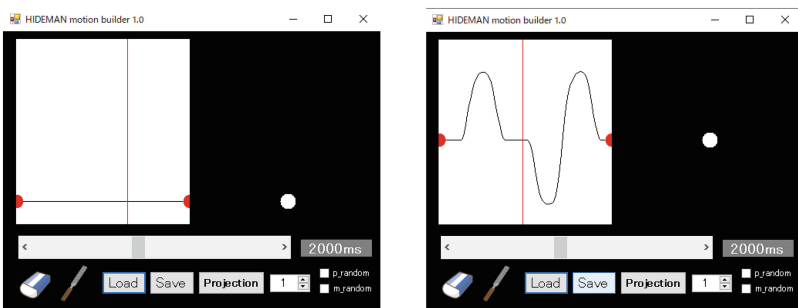 HIDEMAN motion builder 1.0
2000ms
Load Save Projection 1
p_random
m_random
HIDEMAN motion builder 1.0
2000ms
Load Save Projection 1
p_random
m_random